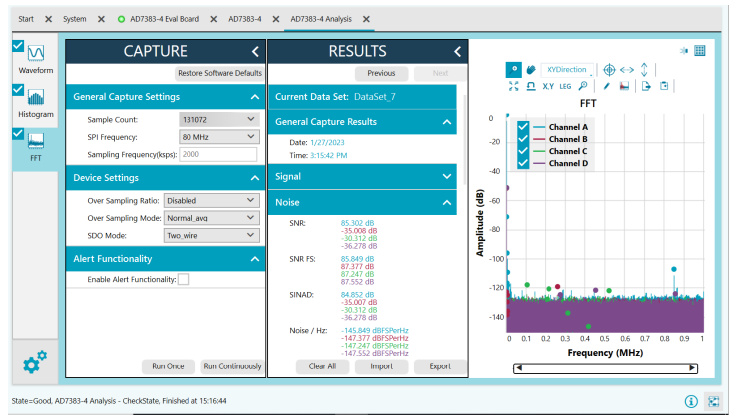 Start × System × AD7383-4 Eval Board × AD7383-4 × AD7383-4 Analysis ×
Waveform
Histogram
FFT
CAPTURE
Restore Software Defaults
General Capture Settings
Sample Count: 131072
SPI Frequency: 80 MHz
Sampling Frequency(ksps): 2000
Device Settings
Over Sampling Ratio: Disabled
Over Sampling Mode: Normal_avg
SDO Mode: Two_wire
Alert Functionality
Enable Alert Functionality:
Run Once Run Continuously
RESULTS
Previous Next
Current Data Set: DataSet_7
General Capture Results
Date: 1/27/2023
Time: 3:15:42 PM
Signal
Noise
SNR: 85.302 dB
-35.008 dB
-30.312 dB
-36.278 dB
SNR FS: 85.849 dB
87.377 dB
87.247 dB
87.552 dB
SINAD: 84.852 dB
-35.007 dB
-30.312 dB
-36.278 dB
Noise / Hz: -145.849 dBFSPerHz
-147.377 dBFSPerHz
-147.247 dBFSPerHz
-147.552 dBFSPerHz
Clear All Import Export
XYDirection
X,Y LEG
FFT
Channel A
Channel B
Channel C
Channel D
Amplitude (dB)
0
-20
-40
-60
-80
-100
-120
-140
0 0.1 0.2 0.3 0.4 0.5 0.6 0.7 0.8 0.9 1
Frequency (MHz)
State=Good, AD7383-4 Analysis - CheckState, Finished at 15:16:44